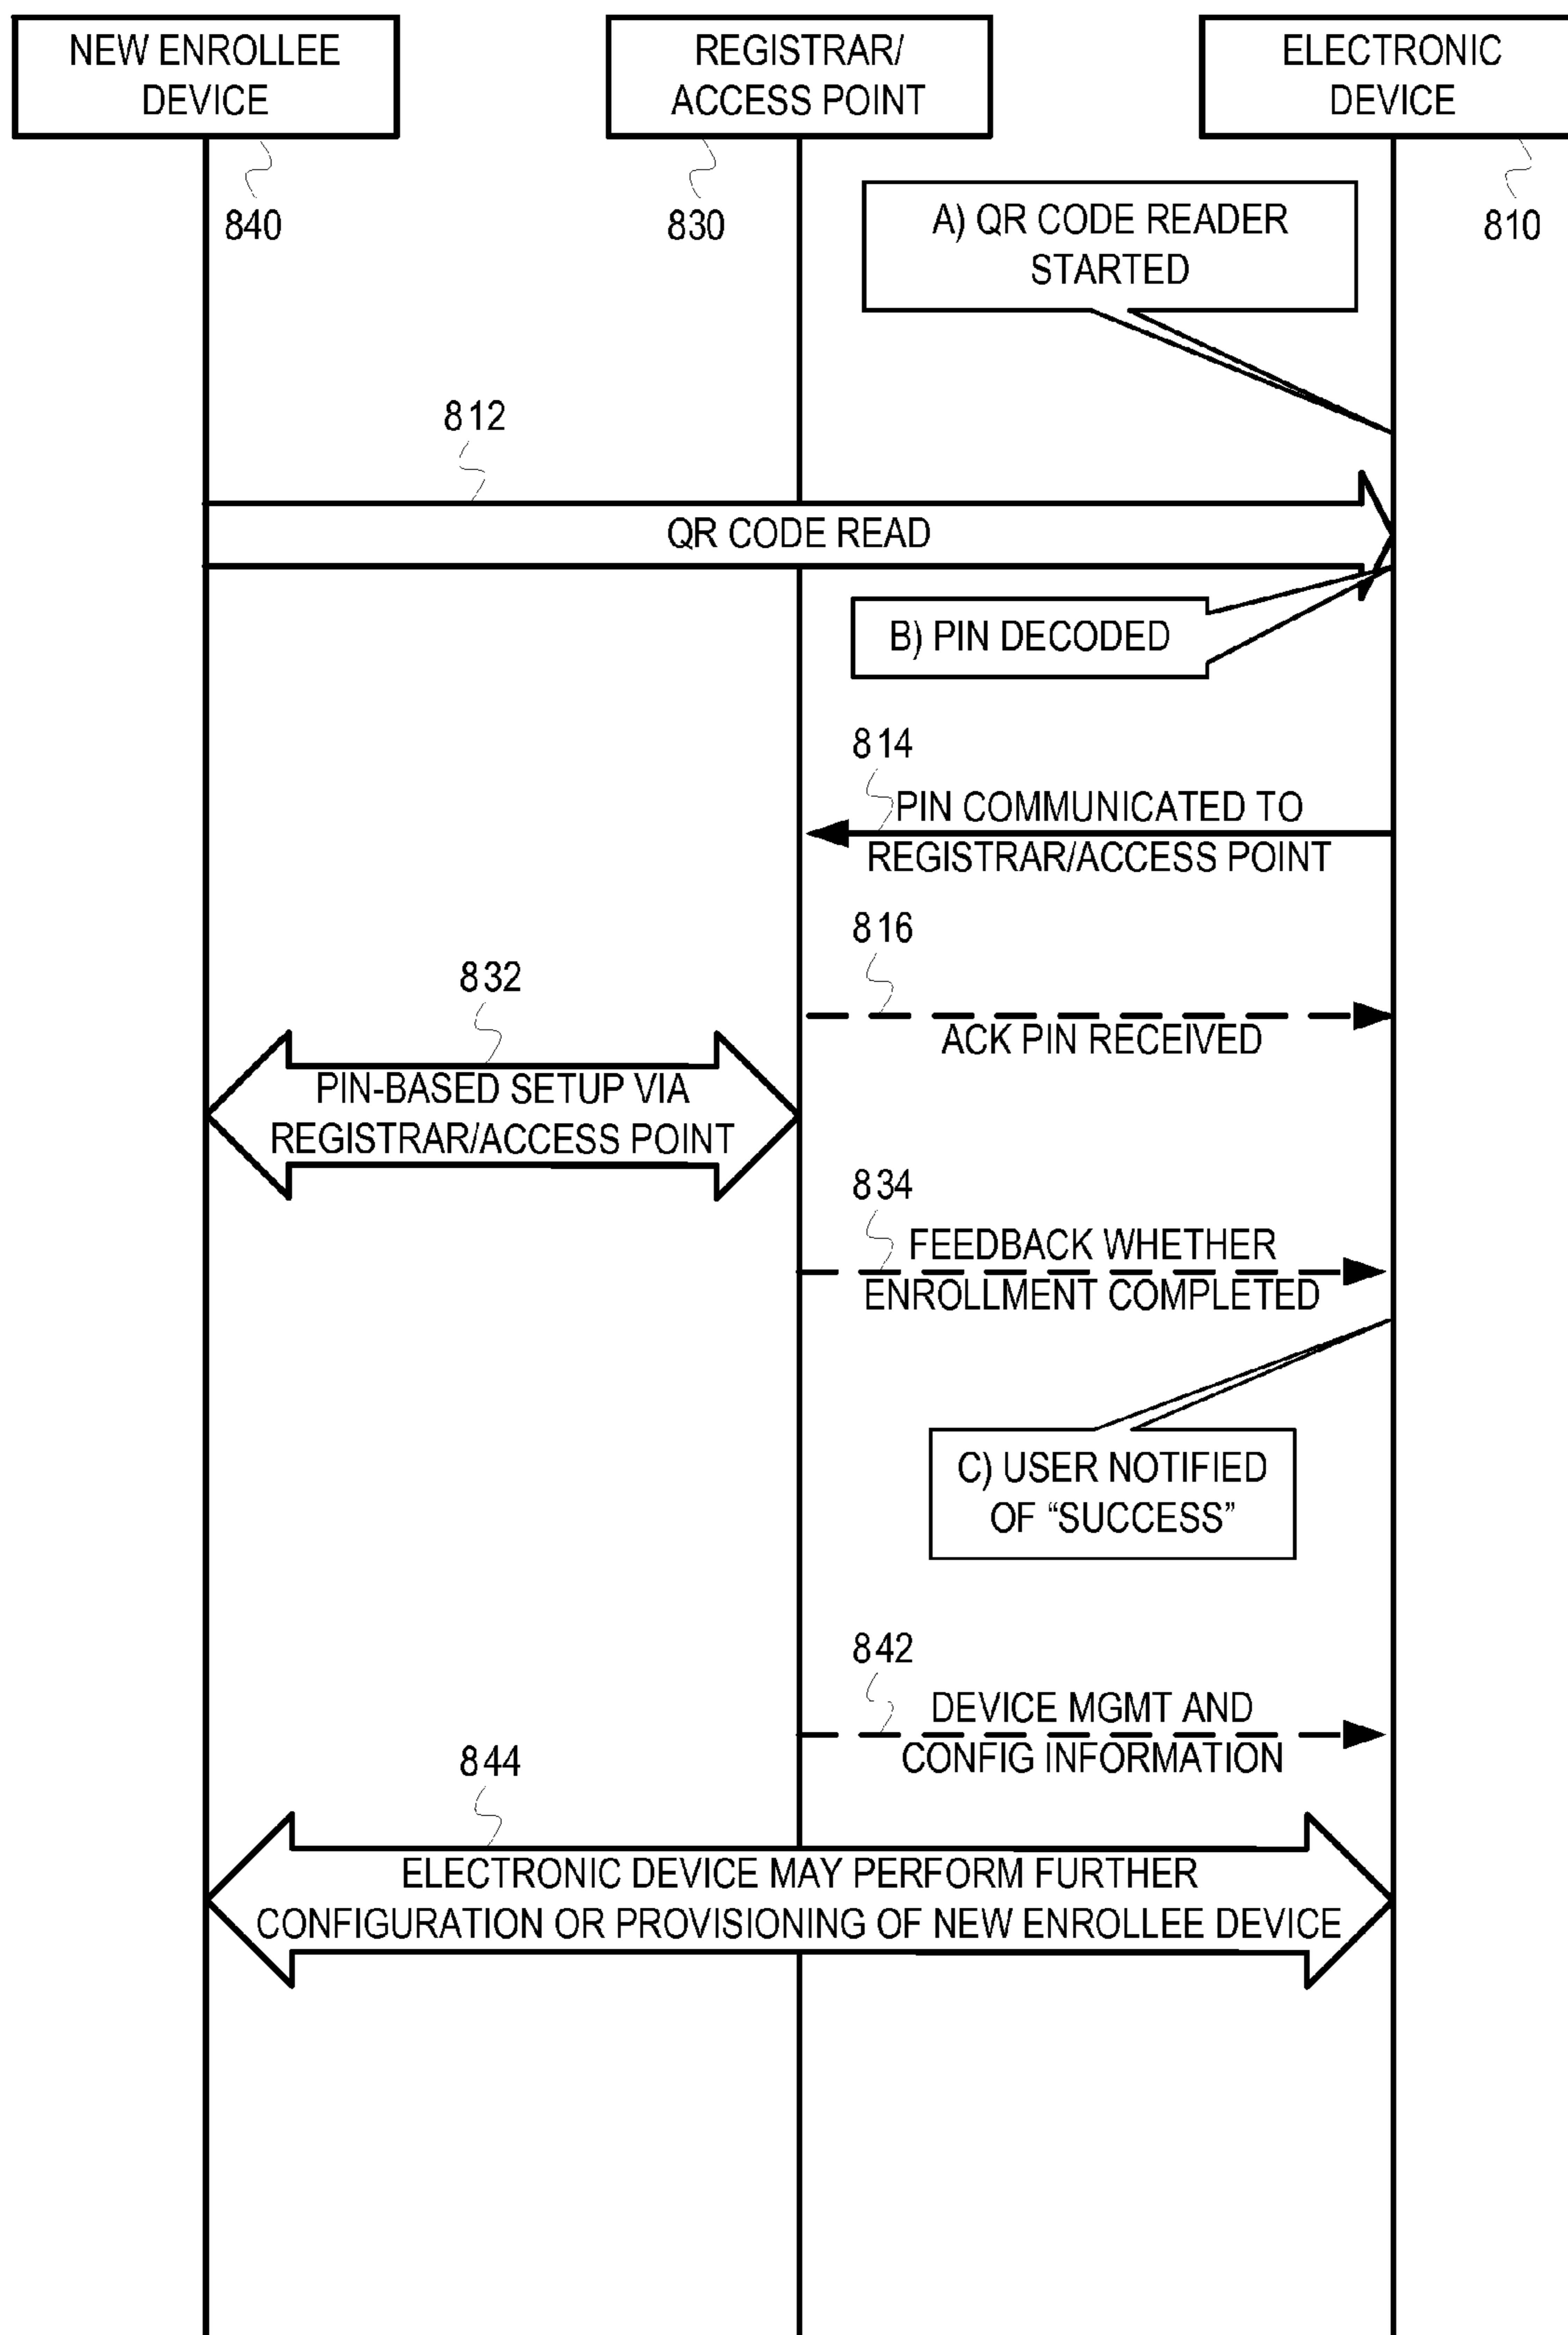 NEW ENROLLEE
DEVICE
REGISTRAR/
ACCESS POINT
ELECTRONIC
DEVICE
840
830
810
A) QR CODE READER
STARTED
812
QR CODE READ
B) PIN DECODED
814
PIN COMMUNICATED TO
REGISTRAR/ACCESS POINT
816
ACK PIN RECEIVED
832
PIN-BASED SETUP VIA
REGISTRAR/ACCESS POINT
834
FEEDBACK WHETHER
ENROLLMENT COMPLETED
C) USER NOTIFIED
OF “SUCCESS”
842
DEVICE MGMT AND
CONFIG INFORMATION
844
ELECTRONIC DEVICE MAY PERFORM FURTHER
CONFIGURATION OR PROVISIONING OF NEW ENROLLEE DEVICE